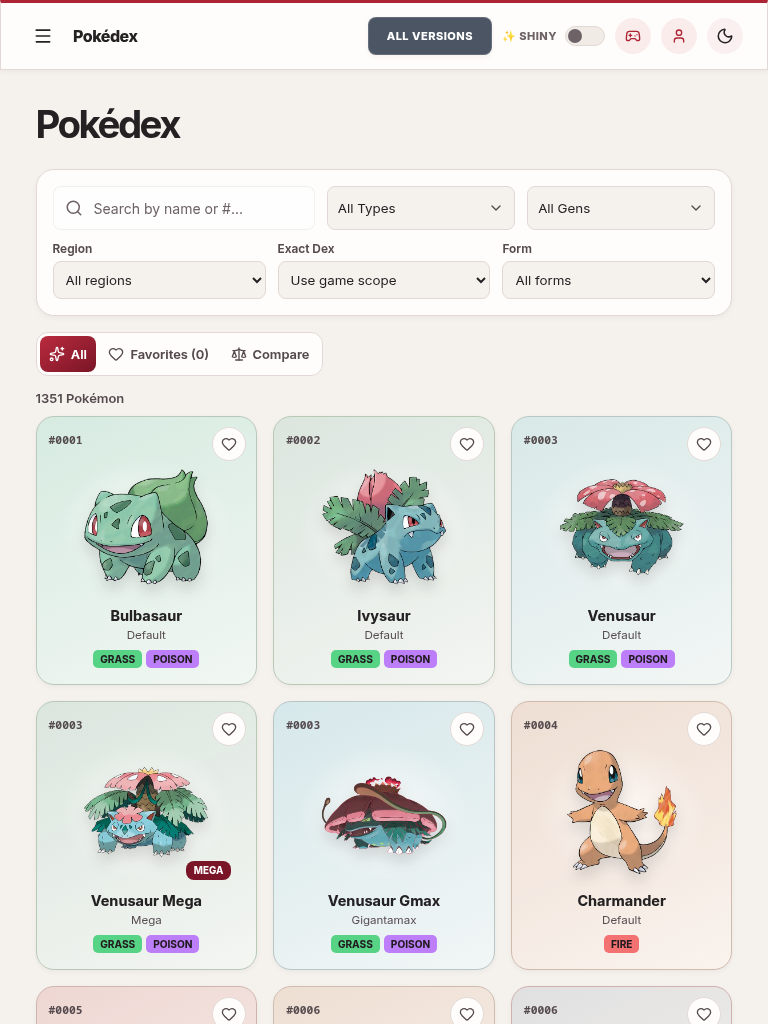 Pokédex
ALL VERSIONS
✨ SHINY
Pokédex
Search by name or #...
All Types
All Gens
Region
Exact Dex
Form
All regions
Use game scope
All forms
All
Favorites (0)
Compare
1351 Pokémon
#0001
#0002
#0003
Bulbasaur
Ivysaur
Venusaur
Default
Default
Default
GRASS POISON
GRASS POISON
GRASS POISON
#0003
#0003
#0004
MEGA
Venusaur Mega
Venusaur Gmax
Charmander
Mega
Gigantamax
Default
GRASS POISON
GRASS POISON
FIRE
#0005
#0006
#0006